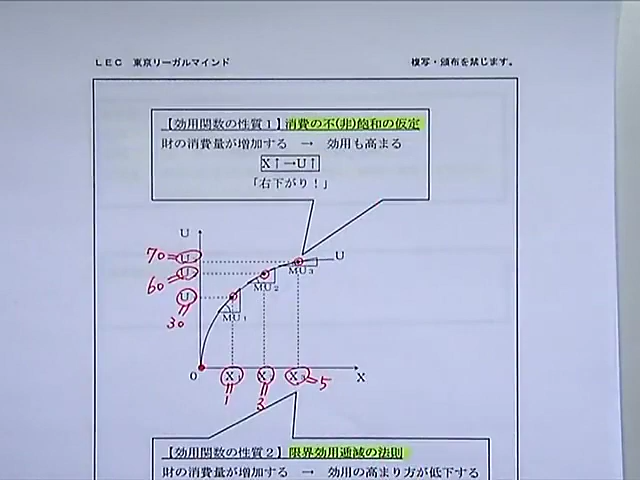 LEC 東京リーガルマインド
複写・頒布を禁じます。
【効用関数の性質1】消費の不(非)飽和の仮定
財の消費量が増加する → 効用も高まる
X↑→U↑
「右下がり！」
U
70=U
60=U
U
30
U
MU3
MU2
MU1
0
X1
X
X3=5
X
1
3
【効用関数の性質2】限界効用逓減の法則
財の消費量が増加する → 効用の高まり方が低下する